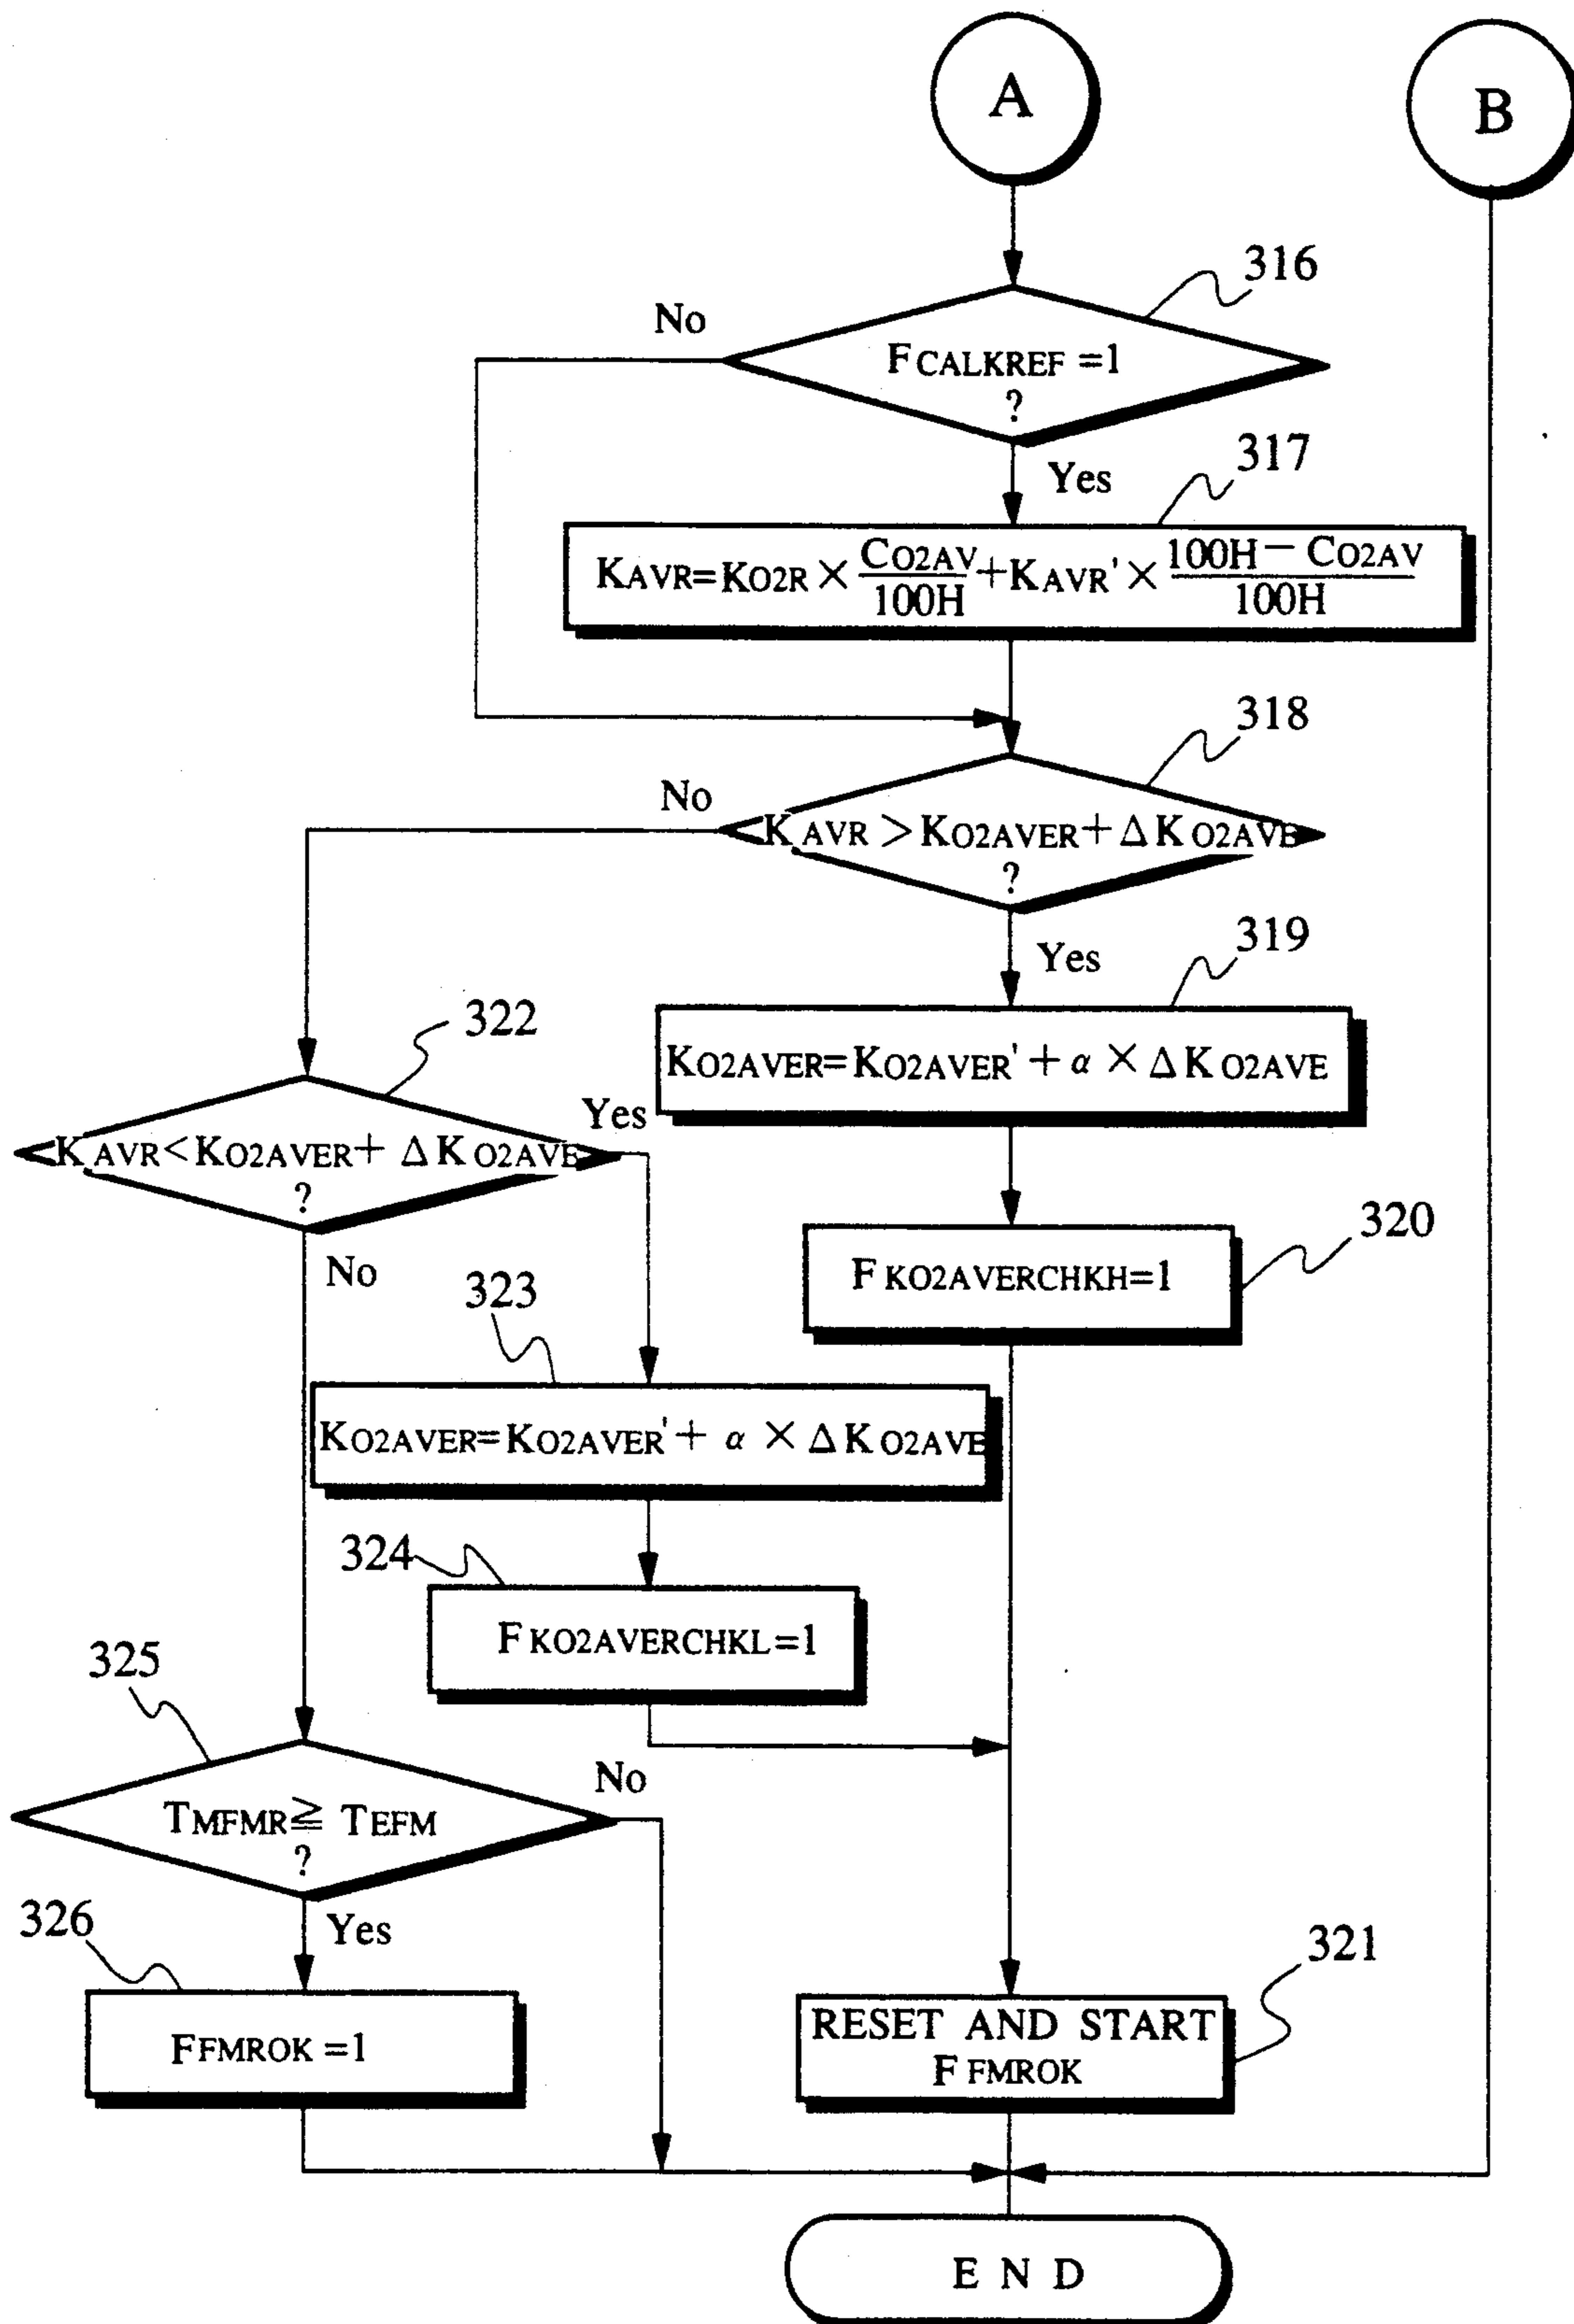 A
B
316
No
FCALKREF =1
?
317
Yes
KAVR=KO2R × CO2AV/100H + KAVR' × 100H − CO2AV/100H
318
No
KAVR > KO2AVER + ΔKO2AVE
?
319
Yes
322
KO2AVER=KO2AVER' + α × ΔKO2AVE
Yes
KAVR<KO2AVER+ ΔKO2AVE
?
320
No
FKO2AVERCHKH=1
323
KO2AVER=KO2AVER' + α × ΔKO2AVE
324
FKO2AVERCHKL=1
325
No
TMFMR≧ TEFM
?
326
Yes
321
RESET AND START
FFMROK
FFMROK =1
END